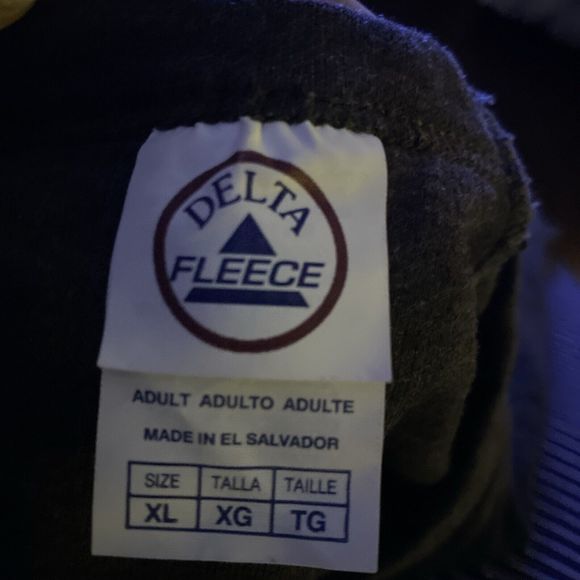 DELTA
FLEECE
ADULT ADULTO ADULTE
MADE IN EL SALVADOR
SIZE TALLA TAILLE
XL XG TG